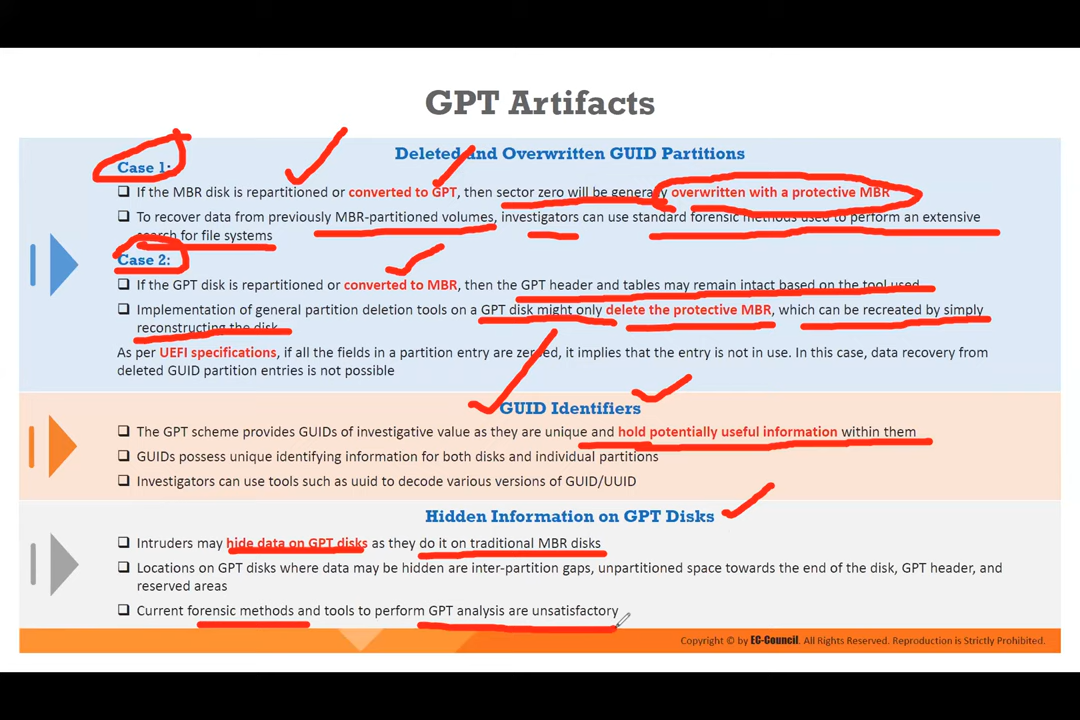 GPT Artifacts
Deleted and Overwritten GUID Partitions
Case 1:
If the MBR disk is repartitioned or converted to GPT, then sector zero will be generally overwritten with a protective MBR
To recover data from previously MBR-partitioned volumes, investigators can use standard forensic methods used to perform an extensive
search for file systems
Case 2:
If the GPT disk is repartitioned or converted to MBR, then the GPT header and tables may remain intact based on the tool used
Implementation of general partition deletion tools on a GPT disk might only delete the protective MBR, which can be recreated by simply
reconstructing the disk
As per UEFI specifications, if all the fields in a partition entry are zeroed, it implies that the entry is not in use. In this case, data recovery from
deleted GUID partition entries is not possible
GUID Identifiers
The GPT scheme provides GUIDs of investigative value as they are unique and hold potentially useful information within them
GUIDs possess unique identifying information for both disks and individual partitions
Investigators can use tools such as uuid to decode various versions of GUID/UUID
Hidden Information on GPT Disks
Intruders may hide data on GPT disks as they do it on traditional MBR disks
Locations on GPT disks where data may be hidden are inter-partition gaps, unpartitioned space towards the end of the disk, GPT header, and
reserved areas
Current forensic methods and tools to perform GPT analysis are unsatisfactory
Copyright © by EC-Council. All Rights Reserved. Reproduction is Strictly Prohibited.